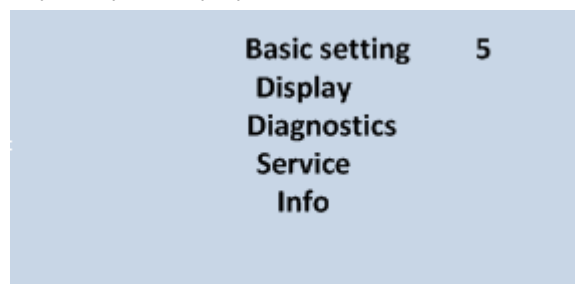 Basic setting 5
Display
Diagnostics
Service
Info